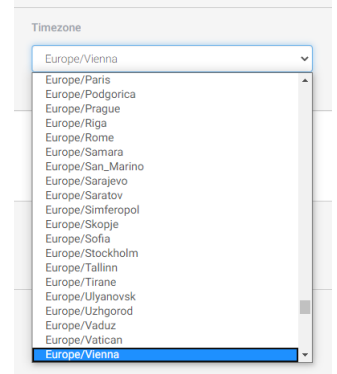 Timezone
Europe/Vienna
Europe/Paris
Europe/Podgorica
Europe/Prague
Europe/Riga
Europe/Rome
Europe/Samara
Europe/San_Marino
Europe/Sarajevo
Europe/Saratov
Europe/Simferopol
Europe/Skopje
Europe/Sofia
Europe/Stockholm
Europe/Tallinn
Europe/Tirane
Europe/Ulyanovsk
Europe/Uzhgorod
Europe/Vaduz
Europe/Vatican
Europe/Vienna